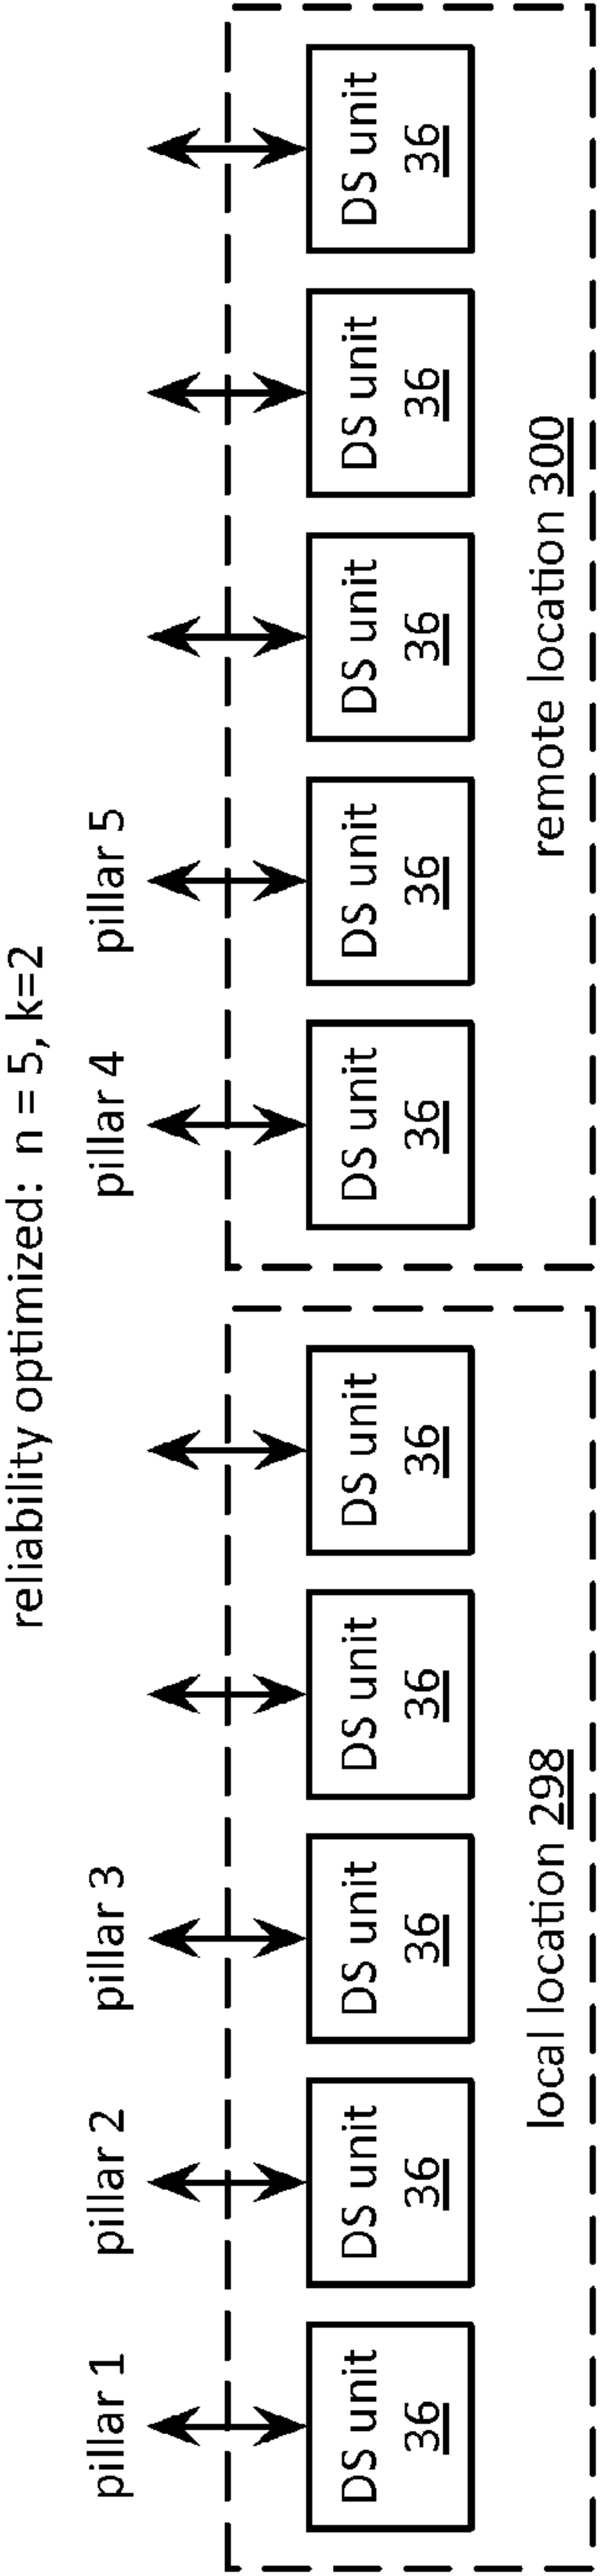 reliability optimized: n = 5, k=2
pillar 1
pillar 2
pillar 3
pillar 4
pillar 5
DS unit
36
DS unit
36
DS unit
36
DS unit
36
DS unit
36
DS unit
36
DS unit
36
DS unit
36
DS unit
36
DS unit
36
local location 298
remote location 300